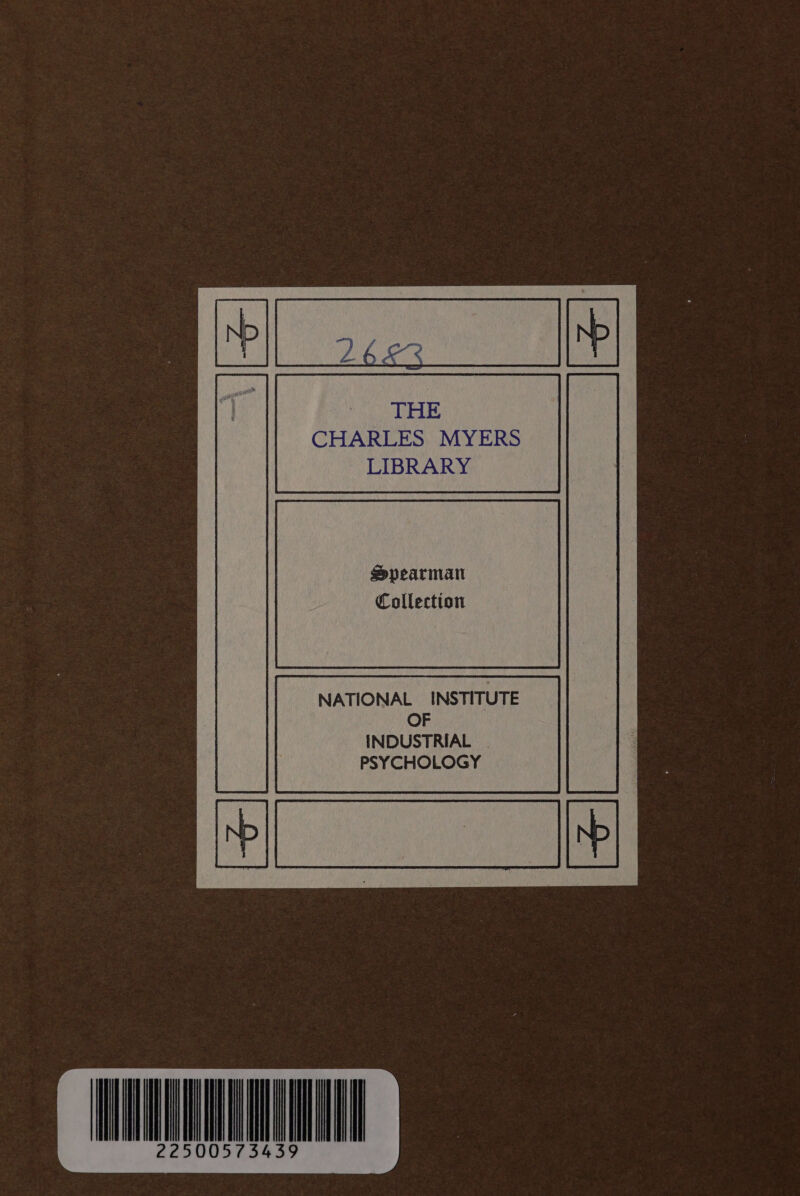 2683
T
THE
CHARLES MYERS
LIBRARY
Spearman
Collection
NATIONAL INSTITUTE
OF
INDUSTRIAL
PSYCHOLOGY
22500573439